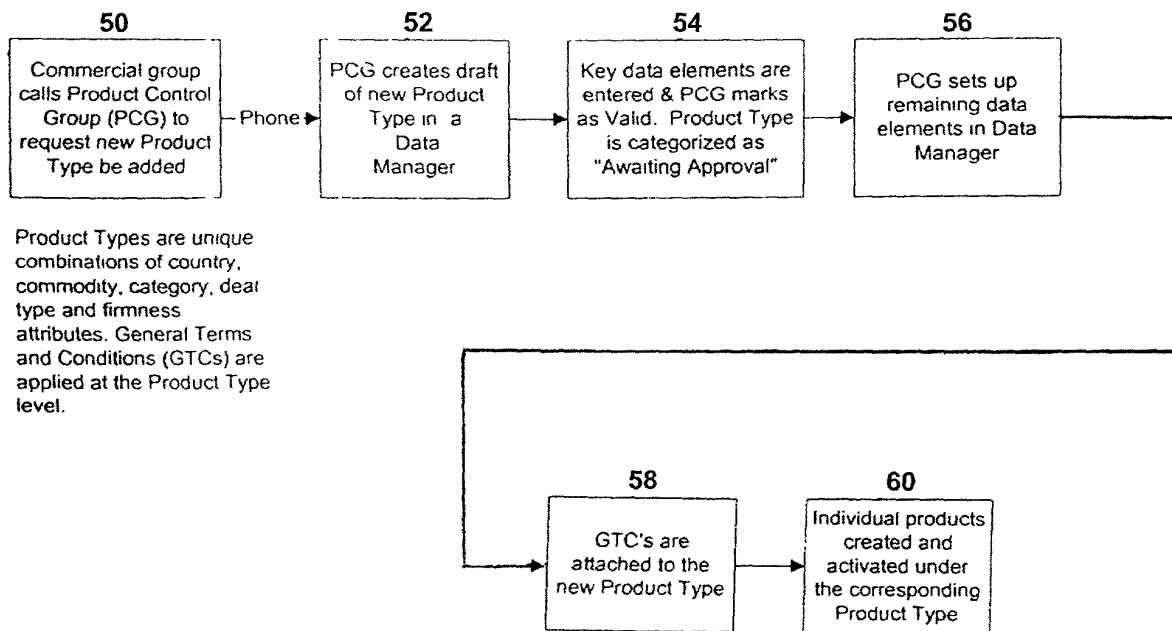 50
Commercial group
calls Product Control
Group (PCG) to
request new Product
Type be added
Phone
52
PCG creates draft
of new Product
Type in a
Data
Manager
54
Key data elements are
entered & PCG marks
as Valid. Product Type
is categorized as
"Awaiting Approval"
56
PCG sets up
remaining data
elements in Data
Manager
Product Types are unique
combinations of country,
commodity, category, deal
type and firmness
attributes. General Terms
and Conditions (GTCs) are
applied at the Product Type
level.
58
GTC's are
attached to the
new Product Type
60
Individual products
created and
activated under
the corresponding
Product Type